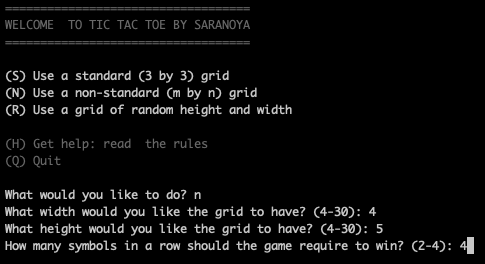 ===================================
WELCOME  TO TIC TAC TOE BY SARANOYA
===================================
(S) Use a standard (3 by 3) grid
(N) Use a non-standard (m by n) grid
(R) Use a grid of random height and width
(H) Get help: read  the rules
(Q) Quit
What would you like to do? n
What width would you like the grid to have? (4-30): 4
What height would you like the grid to have? (4-30): 5
How many symbols in a row should the game require to win? (2-4): 4